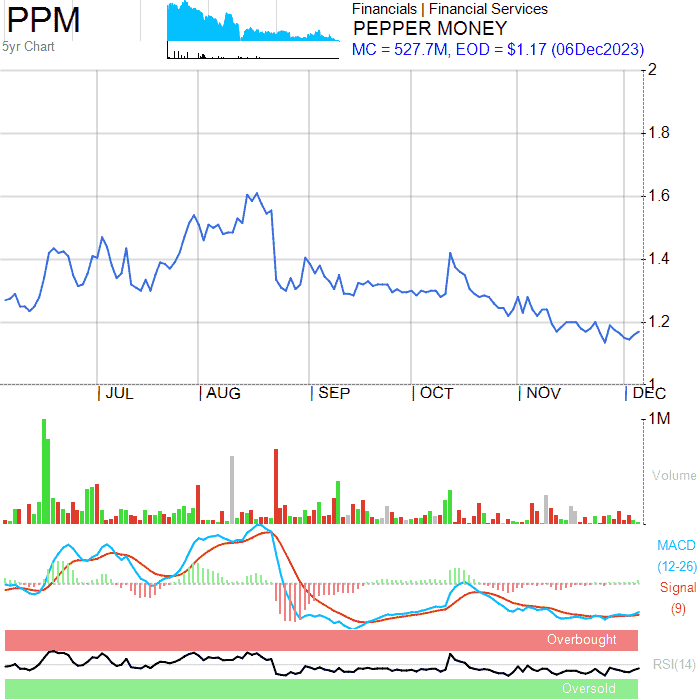 PPM
5yr Chart
Financials | Financial Services
PEPPER MONEY
MC = 527.7M, EOD = $1.17 (06Dec2023)
2
1.8
1.6
1.4
1.2
1
JUL AUG SEP OCT NOV DEC
1M
Volume
MACD
(12-26)
Signal
(9)
Overbought
RSI(14)
Oversold